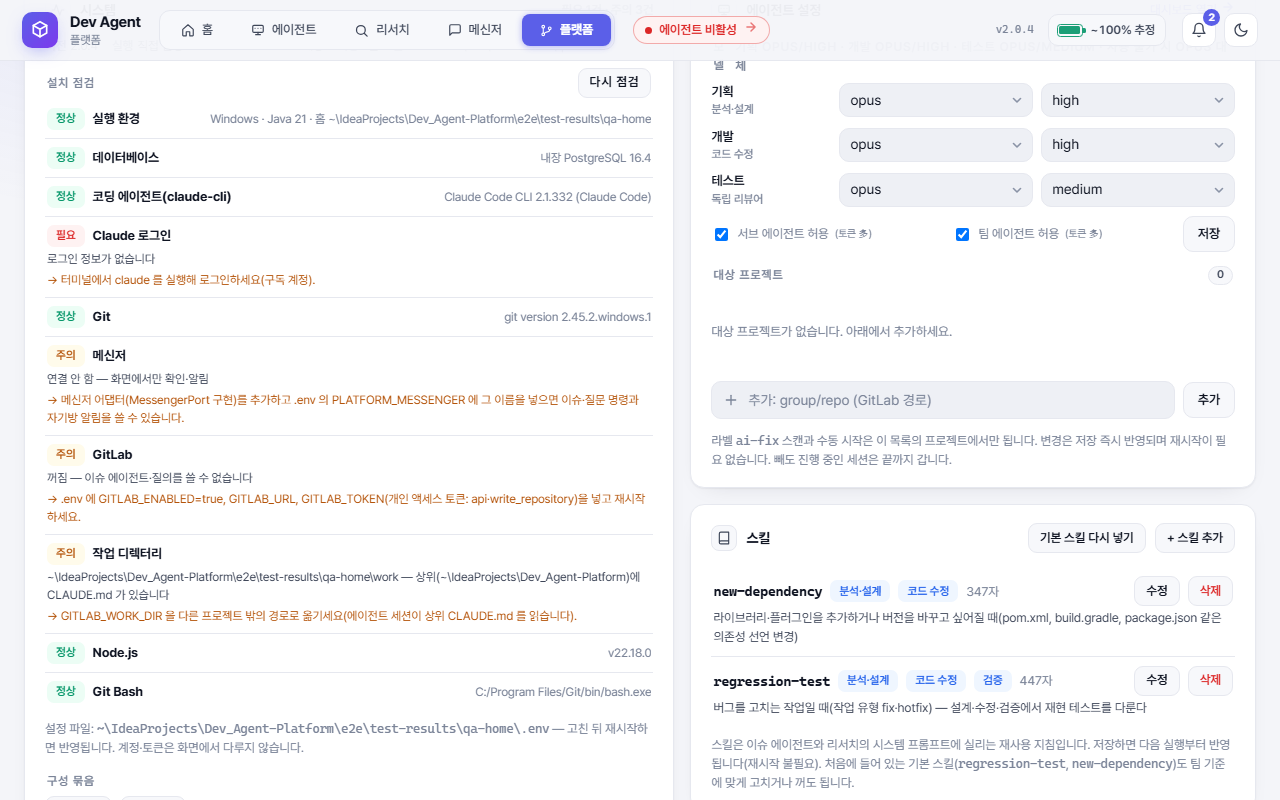 Dev Agent
플랫폼
홈
에이전트
리서치
메신저
플랫폼
에이전트 비활성 →
v2.0.4
~100% 추정
2
설치 점검
다시 점검
정상 실행 환경 Windows · Java 21 · 홈 ~\IdeaProjects\Dev_Agent-Platform\e2e\test-results\qa-home
정상 데이터베이스 내장 PostgreSQL 16.4
정상 코딩 에이전트(claude-cli) Claude Code CLI 2.1.332 (Claude Code)
필요 Claude 로그인
로그인 정보가 없습니다
→ 터미널에서 claude 를 실행해 로그인하세요(구독 계정).
정상 Git git version 2.45.2.windows.1
주의 메신저
연결 안 함 — 화면에서만 확인·알림
→ 메신저 어댑터(MessengerPort 구현)를 추가하고 .env 의 PLATFORM_MESSENGER 에 그 이름을 넣으면 이슈·질문 명령과
자기방 알림을 쓸 수 있습니다.
주의 GitLab
꺼짐 — 이슈 에이전트·질의를 쓸 수 없습니다
→ .env 에 GITLAB_ENABLED=true, GITLAB_URL, GITLAB_TOKEN(개인 액세스 토큰: api·write_repository)을 넣고 재시작
하세요.
주의 작업 디렉터리
~\IdeaProjects\Dev_Agent-Platform\e2e\test-results\qa-home\work — 상위(~\IdeaProjects\Dev_Agent-Platform)에
CLAUDE.md 가 있습니다
→ GITLAB_WORK_DIR 을 다른 프로젝트 밖의 경로로 옮기세요(에이전트 세션이 상위 CLAUDE.md 를 읽습니다).
정상 Node.js v22.18.0
정상 Git Bash C:/Program Files/Git/bin/bash.exe
설정 파일: ~\IdeaProjects\Dev_Agent-Platform\e2e\test-results\qa-home\.env — 고친 뒤 재시작하
면 반영됩니다. 계정·토큰은 화면에서 다루지 않습니다.
구성 묶음
기획
분석·설계
opus
high
개발
코드 수정
opus
high
테스트
독립 리뷰어
opus
medium
서브 에이전트 허용 (토큰 多)
팀 에이전트 허용 (토큰 多)
저장
대상 프로젝트
0
대상 프로젝트가 없습니다. 아래에서 추가하세요.
추가: group/repo (GitLab 경로)
추가
라벨 ai-fix 스캔과 수동 시작은 이 목록의 프로젝트에서만 됩니다. 변경은 저장 즉시 반영되며 재시작이 필
요 없습니다. 빼도 진행 중인 세션은 끝까지 갑니다.
스킬
기본 스킬 다시 넣기
+ 스킬 추가
new-dependency 분석·설계 코드 수정 347자 수정 삭제
라이브러리·플러그인을 추가하거나 버전을 바꾸고 싶어질 때(pom.xml, build.gradle, package.json 같은
의존성 선언 변경)
regression-test 분석·설계 코드 수정 검증 447자 수정 삭제
버그를 고치는 작업일 때(작업 유형 fix·hotfix) — 설계·수정·검증에서 재현 테스트를 다룬다
스킬은 이슈 에이전트와 리서치의 시스템 프롬프트에 실리는 재사용 지침입니다. 저장하면 다음 실행부터 반영
됩니다(재시작 불필요). 처음에 들어 있는 기본 스킬(regression-test, new-dependency)도 팀 기준
에 맞게 고치거나 꺼도 됩니다.